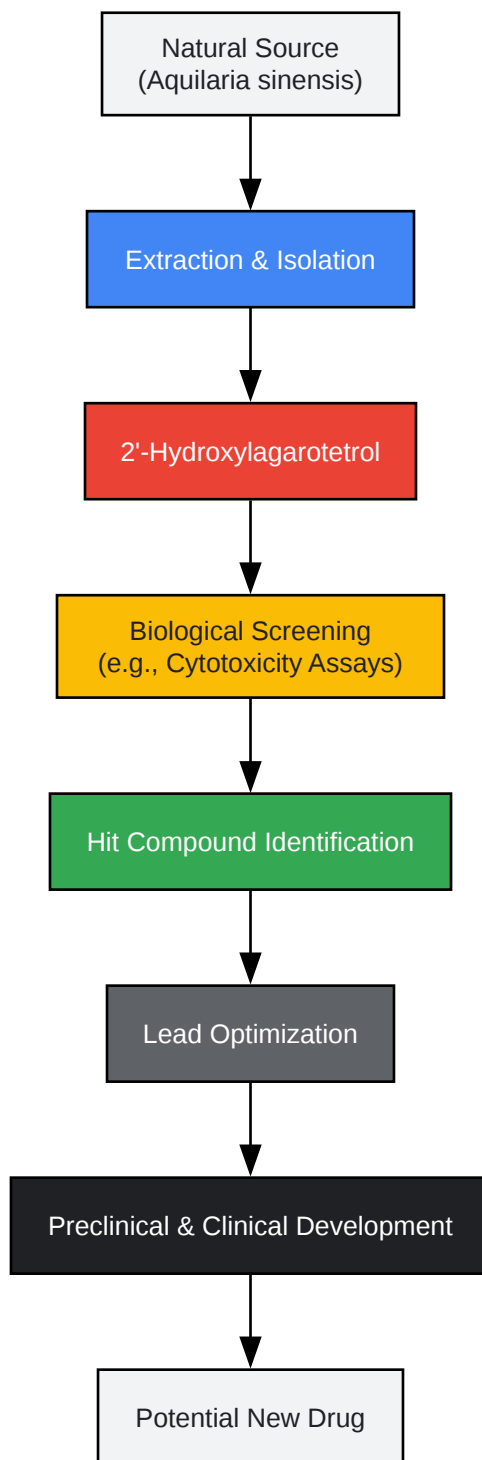 Natural Source
(Aquilaria sinensis)
Extraction & Isolation
2'-Hydroxylagarotetrol
Biological Screening
(e.g., Cytotoxicity Assays)
Hit Compound Identification
Lead Optimization
Preclinical & Clinical Development
Potential New Drug